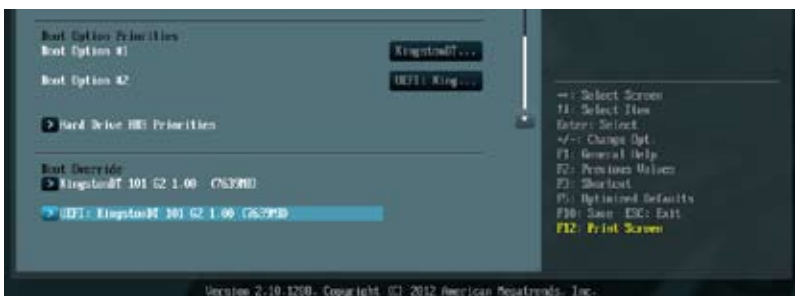 Boot Option Priorities
Boot Option #1 KingstonDT...
Boot Option #2 UEFI: King...
Hard Drive BBS Priorities
Boot Override
KingstonDT 101 G2 1.00 (7639MB)
UEFI: KingstonDT 101 G2 1.00 (7639MB)
→←: Select Screen
↑↓: Select Item
Enter: Select
+/-: Change Opt.
F1: General Help
F2: Previous Values
F3: Shortcut
F5: Optimized Defaults
F10: Save ESC: Exit
F12: Print Screen
Version 2.10.1208. Copyright (C) 2012 American Megatrends, Inc.